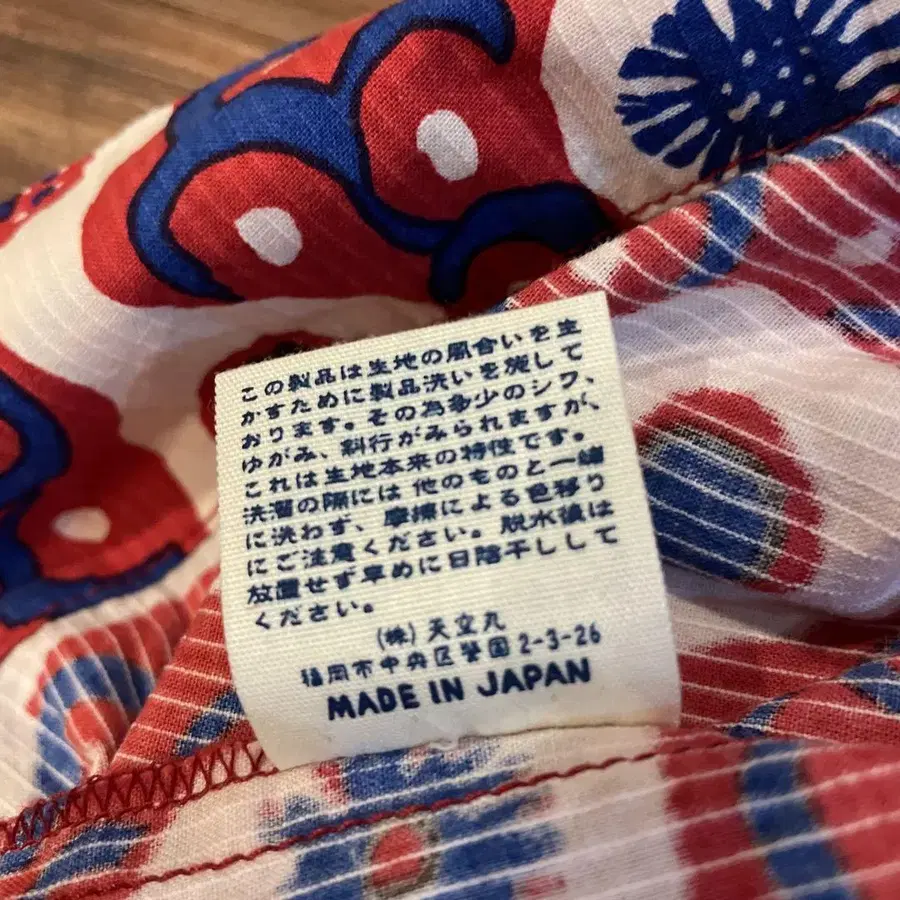 この製品は生地の風合いを生
かすために製品洗いを施して
おります。その為多少のシワ、
ゆがみ、斜行がみられますが、
これは生地本来の特性です。
洗濯の際には他のものと一緒
に洗わず、摩擦による色移り
にご注意ください。脱水後は
放置せず早めに日陰干しして
ください。
(株)天空丸
福岡市中央区警固2-3-26
MADE IN JAPAN